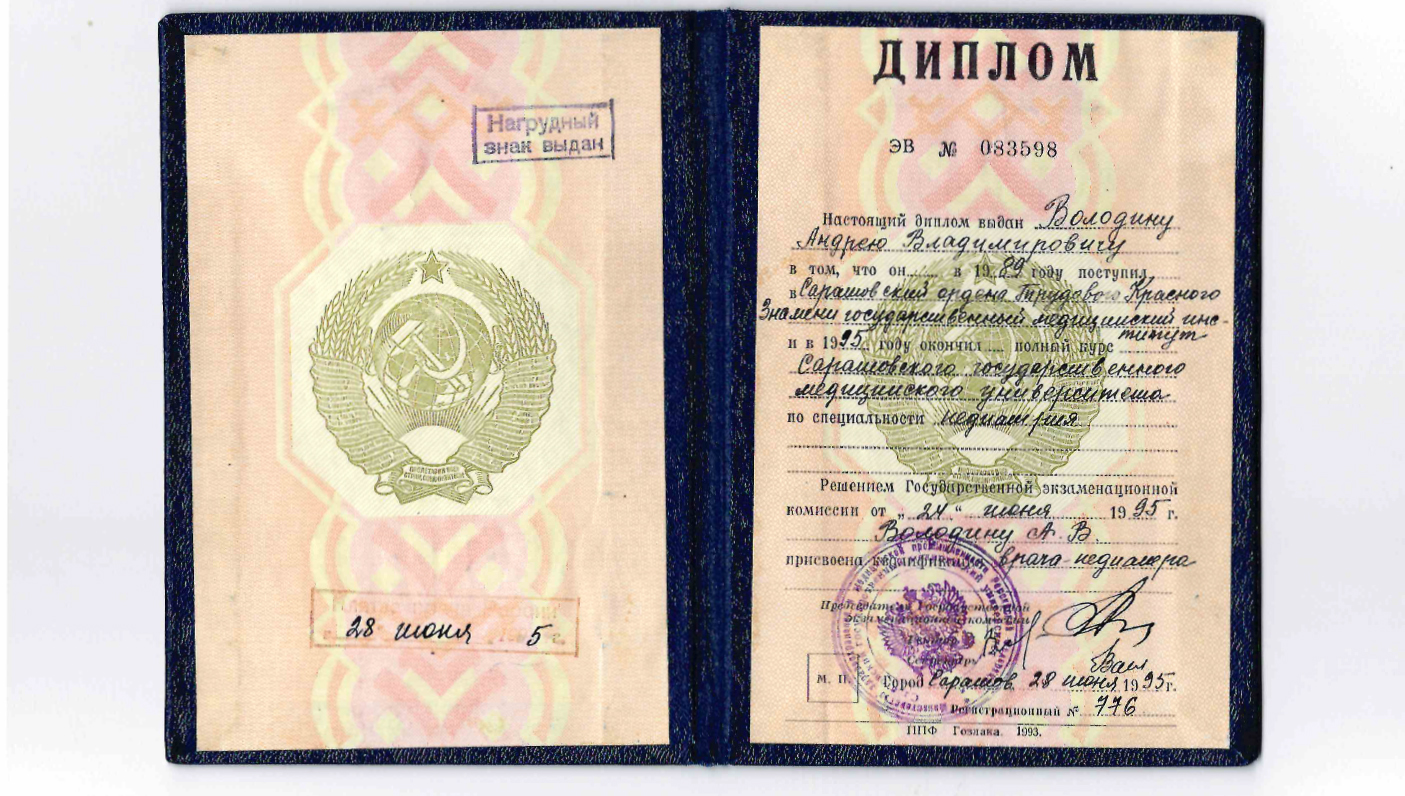 Нагрудный
знак выдан
28 июня 5 г.
ДИПЛОМ
ЭВ № 083598
Настоящий диплом выдан Володину
Андрею Владимировичу
в том, что он в 1989 году поступил
в Саратовский ордена Трудового Красного
Знамени государственный медицинский инс-
титут
и в 1995 году окончил полный курс
Саратовского государственного
медицинского университета
по специальности педиатрия
Решением Государственной экзаменационной
комиссии от „24“ июня 1995 г.
Володину А. В.
присвоена квалификация врача-педиатра
Председатель Государственной
экзаменационной комиссии
Ректор
Секретарь
М. П.
Город Саратов 28 июня 1995 г.
Регистрационный № 776
ППФ Гознака. 1993.